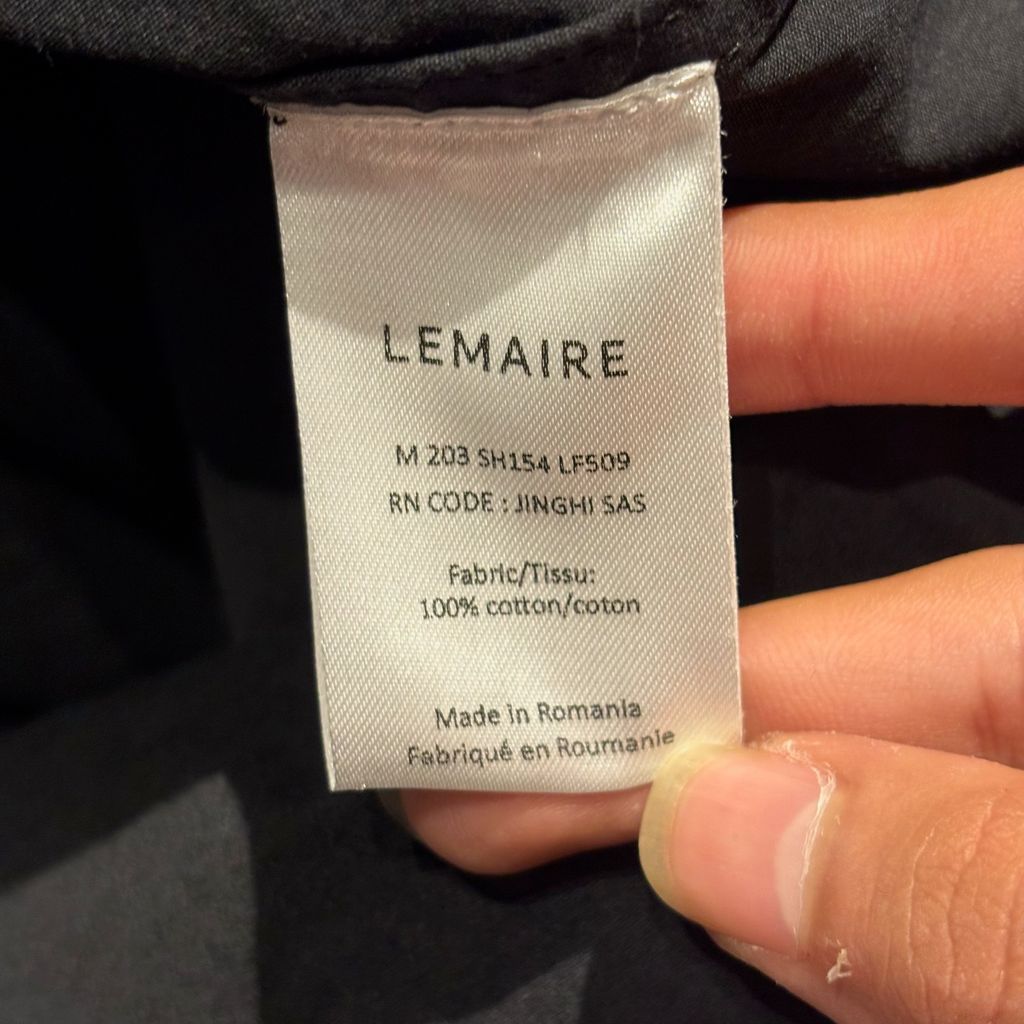 LEMAIRE
M 203 SH154 LF509
RN CODE : JINGHI SAS
Fabric/Tissu:
100% cotton/coton
Made in Romania
Fabriqué en Roumanie